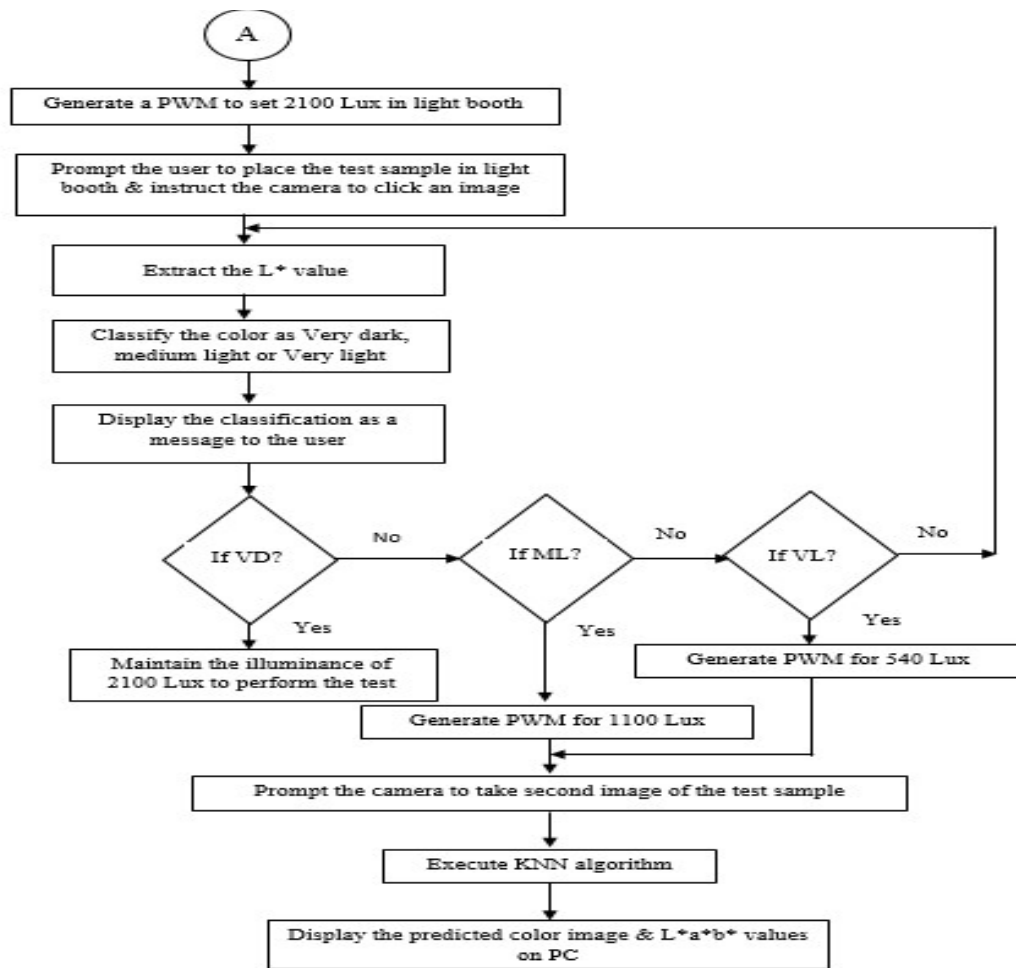 A
Generate a PWM to set 2100 Lux in light booth
Prompt the user to place the test sample in light
booth & instruct the camera to click an image
Extract the L* value
Classify the color as Very dark,
medium light or Very light
Display the classification as a
message to the user
If VD?
No
If ML?
No
If VL?
No
Yes
Yes
Yes
Maintain the illuminance of
2100 Lux to perform the test
Generate PWM for 540 Lux
Generate PWM for 1100 Lux
Prompt the camera to take second image of the test sample
Execute KNN algorithm
Display the predicted color image & L*a*b* values
on PC